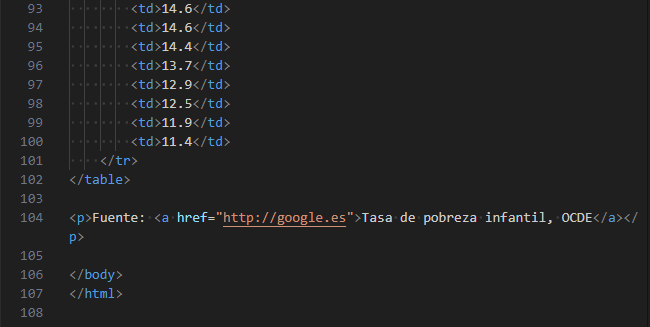 93 <td>14.6</td>
94 <td>14.6</td>
95 <td>14.4</td>
96 <td>13.7</td>
97 <td>12.9</td>
98 <td>12.5</td>
99 <td>11.9</td>
100 <td>11.4</td>
101 </tr>
102 </table>
103
104 <p>Fuente: <a href="http://google.es">Tasa de pobreza infantil, OCDE</a></
p>
105
106 </body>
107 </html>
108